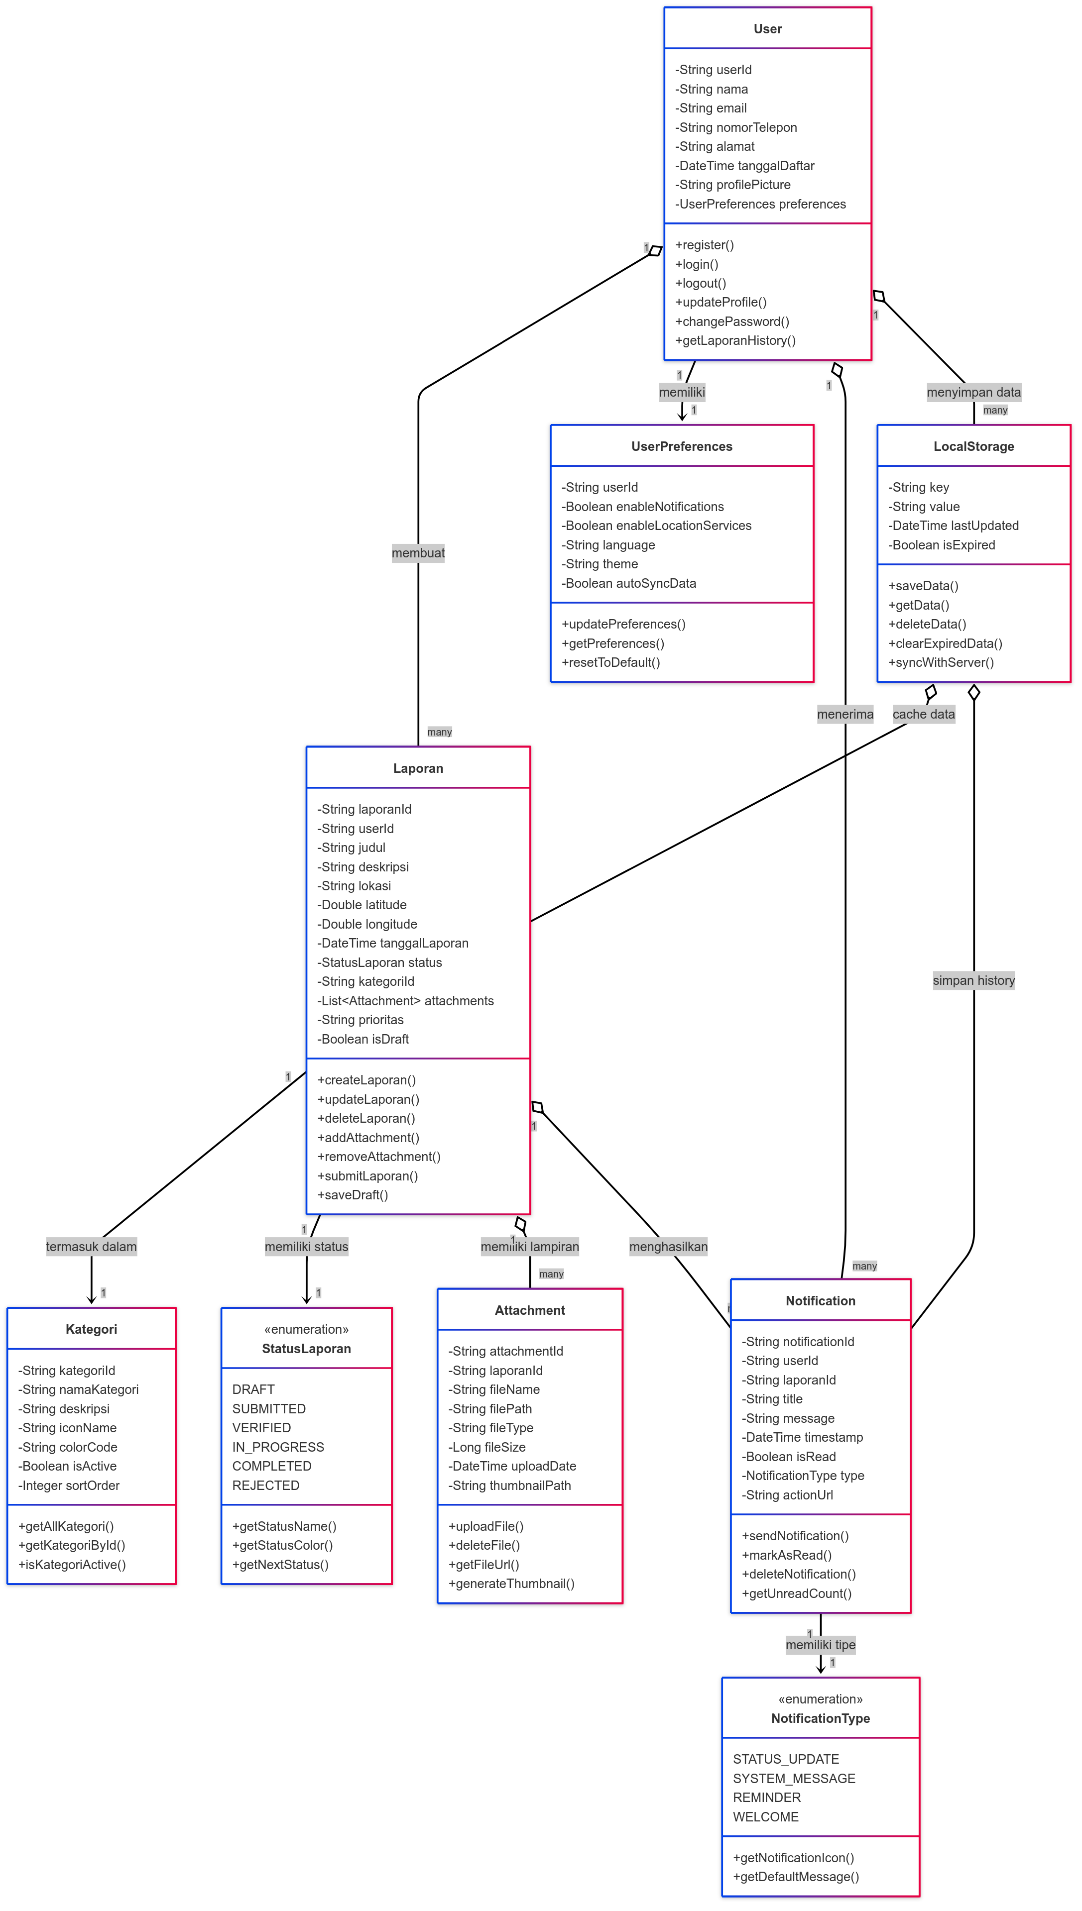 User
-String userId
-String nama
-String email
-String nomorTelepon
-String alamat
-DateTime tanggalDaftar
-String profilePicture
-UserPreferences preferences
+register()
+login()
+logout()
+updateProfile()
+changePassword()
+getLaporanHistory()
1
1
1
1
memiliki
1
menyimpan data
many
UserPreferences
-String userId
-Boolean enableNotifications
-Boolean enableLocationServices
-String language
-String theme
-Boolean autoSyncData
+updatePreferences()
+getPreferences()
+resetToDefault()
LocalStorage
-String key
-String value
-DateTime lastUpdated
-Boolean isExpired
+saveData()
+getData()
+deleteData()
+clearExpiredData()
+syncWithServer()
membuat
many
menerima
cache data
simpan history
Laporan
-String laporanId
-String userId
-String judul
-String deskripsi
-String lokasi
-Double latitude
-Double longitude
-DateTime tanggalLaporan
-StatusLaporan status
-String kategoriId
-List<Attachment> attachments
-String prioritas
-Boolean isDraft
+createLaporan()
+updateLaporan()
+deleteLaporan()
+addAttachment()
+removeAttachment()
+submitLaporan()
+saveDraft()
1
1
1
1
termasuk dalam
memiliki status
memiliki lampiran
menghasilkan
1
1
many
many
Kategori
-String kategoriId
-String namaKategori
-String deskripsi
-String iconName
-String colorCode
-Boolean isActive
-Integer sortOrder
+getAllKategori()
+getKategoriById()
+isKategoriActive()
«enumeration»
StatusLaporan
DRAFT
SUBMITTED
VERIFIED
IN_PROGRESS
COMPLETED
REJECTED
+getStatusName()
+getStatusColor()
+getNextStatus()
Attachment
-String attachmentId
-String laporanId
-String fileName
-String filePath
-String fileType
-Long fileSize
-DateTime uploadDate
-String thumbnailPath
+uploadFile()
+deleteFile()
+getFileUrl()
+generateThumbnail()
Notification
-String notificationId
-String userId
-String laporanId
-String title
-String message
-DateTime timestamp
-Boolean isRead
-NotificationType type
-String actionUrl
+sendNotification()
+markAsRead()
+deleteNotification()
+getUnreadCount()
1
memiliki tipe
1
«enumeration»
NotificationType
STATUS_UPDATE
SYSTEM_MESSAGE
REMINDER
WELCOME
+getNotificationIcon()
+getDefaultMessage()